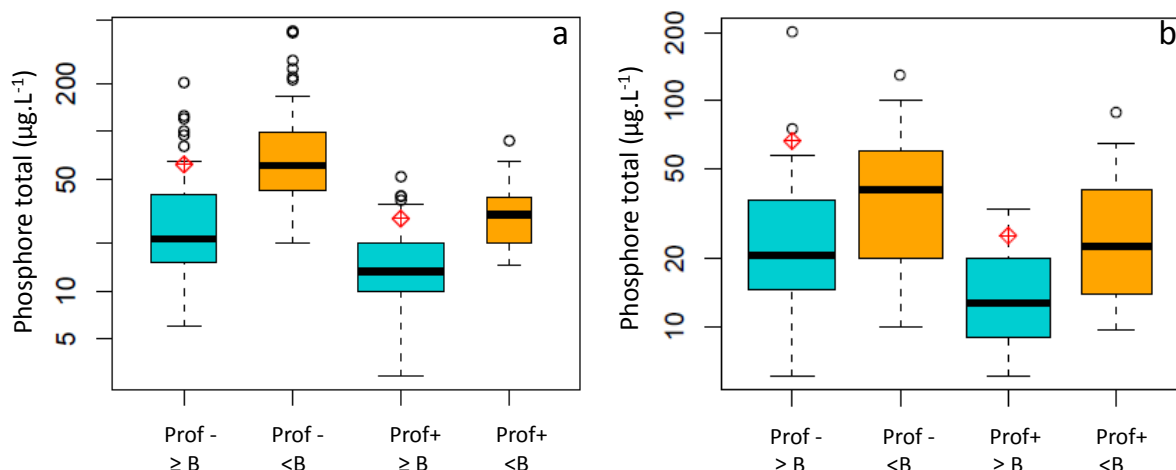 a
Phosphore total (µg.L⁻¹)
200
50
10
5
Prof - Prof - Prof+ Prof+
≥ B <B ≥ B <B
b
Phosphore total (µg.L⁻¹)
200
100
50
20
10
Prof - Prof - Prof+ Prof+
> B <B > B <B